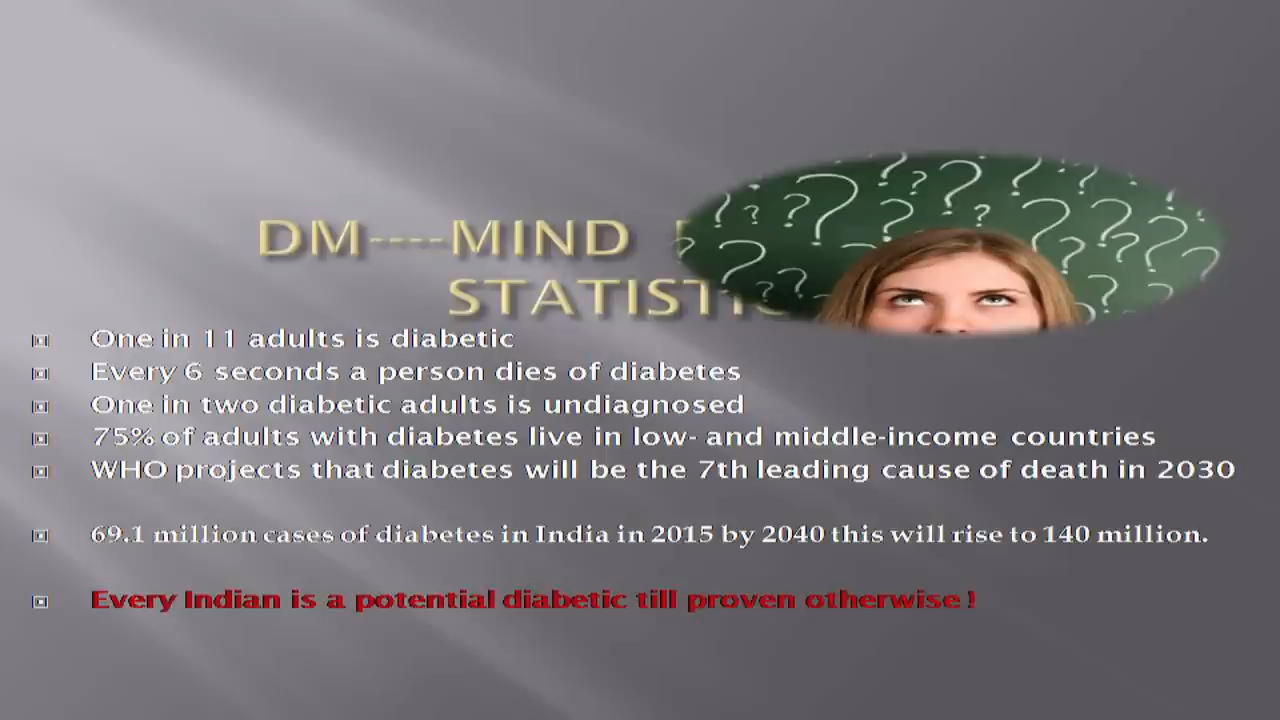 DM----MIND
One in 11 adults is diabetic
Every 6 seconds a person dies of diabetes
One in two diabetic adults is undiagnosed
75% of adults with diabetes live in low- and middle-income countries
WHO projects that diabetes will be the 7th leading cause of death in 2030
69.1 million cases of diabetes in India in 2015 by 2040 this will rise to 140 million.
Every Indian is a potential diabetic till proven otherwise!